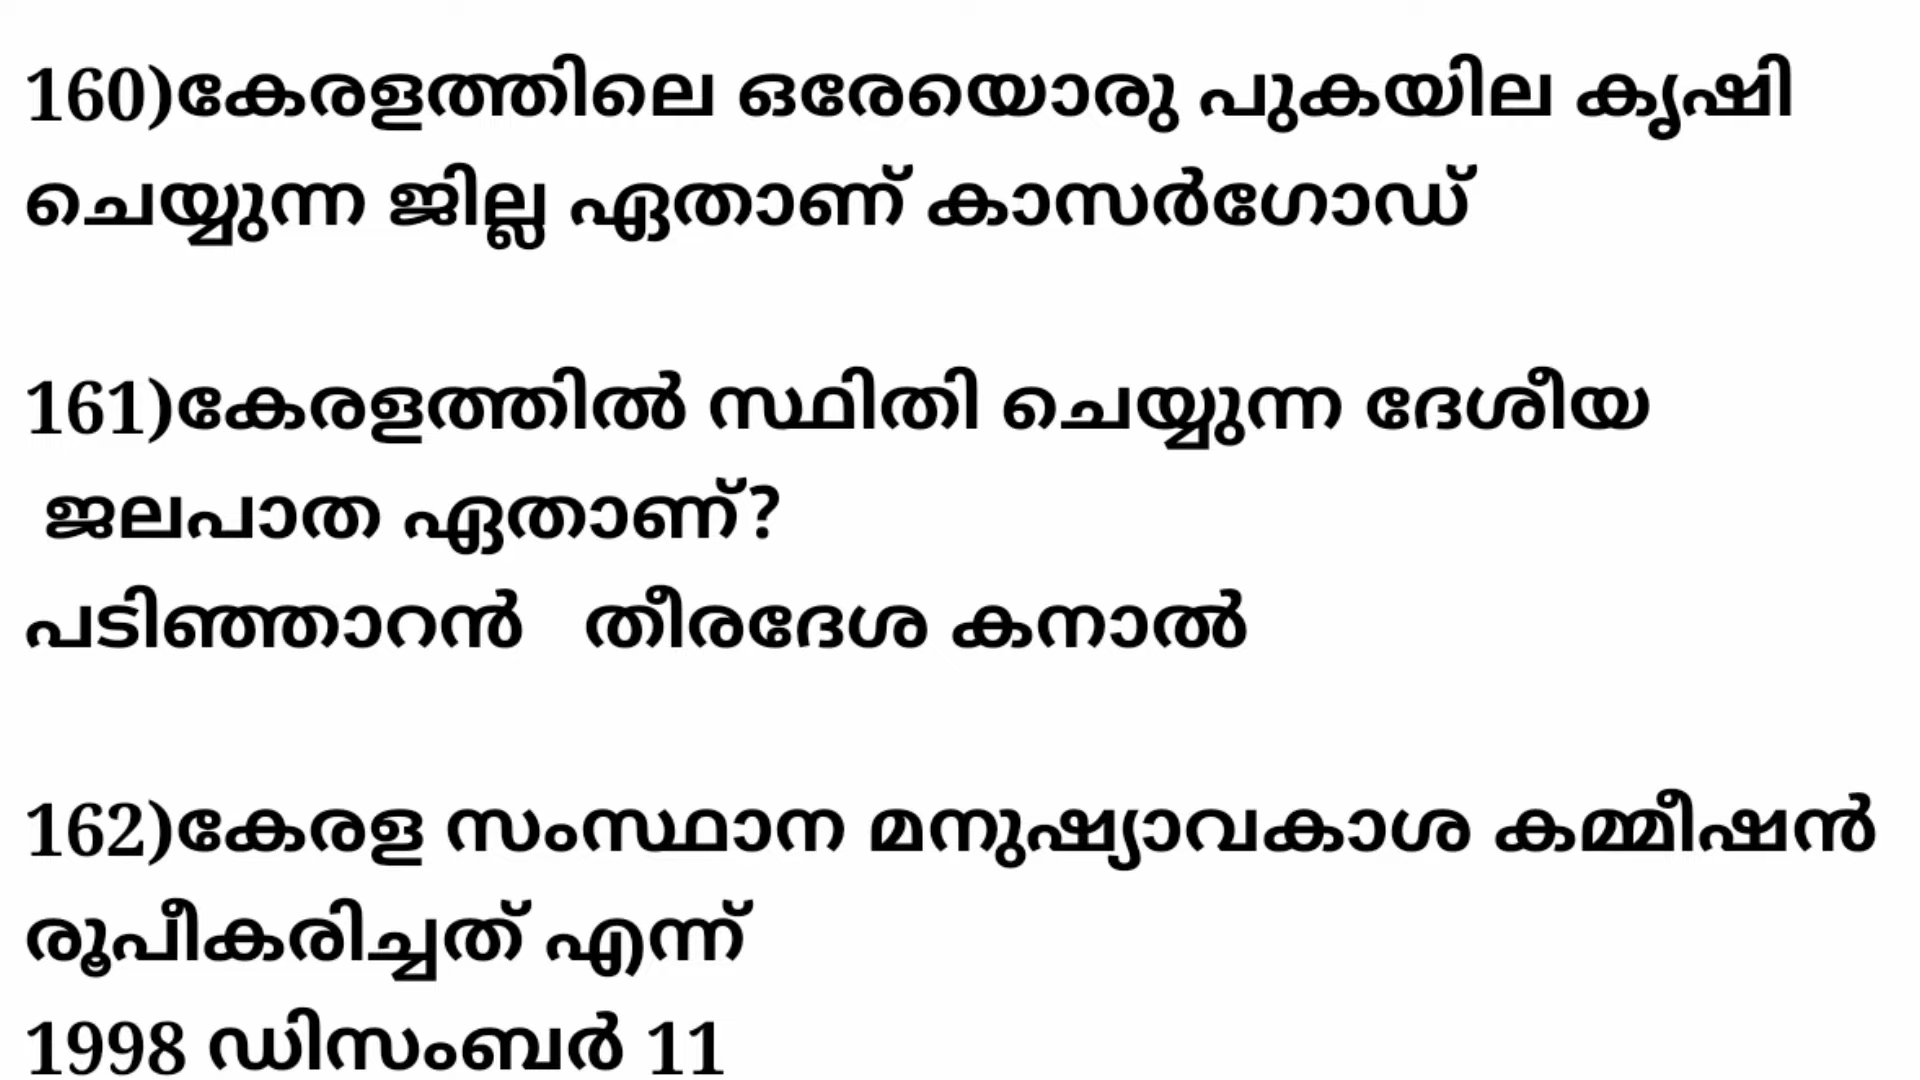 160)കേരളത്തിലെ ഒരേയൊരു പുകയില കൃഷി
ചെയ്യുന്ന ജില്ല ഏതാണ് കാസർഗോഡ്
161)കേരളത്തിൽ സ്ഥിതി ചെയ്യുന്ന ദേശീയ
ജലപാത ഏതാണ്?
പടിഞ്ഞാറൻ തീരദേശ കനാൽ
162)കേരള സംസ്ഥാന മനുഷ്യാവകാശ കമ്മീഷൻ
രൂപീകരിച്ചത് എന്ന്
1998 ഡിസംബർ 11